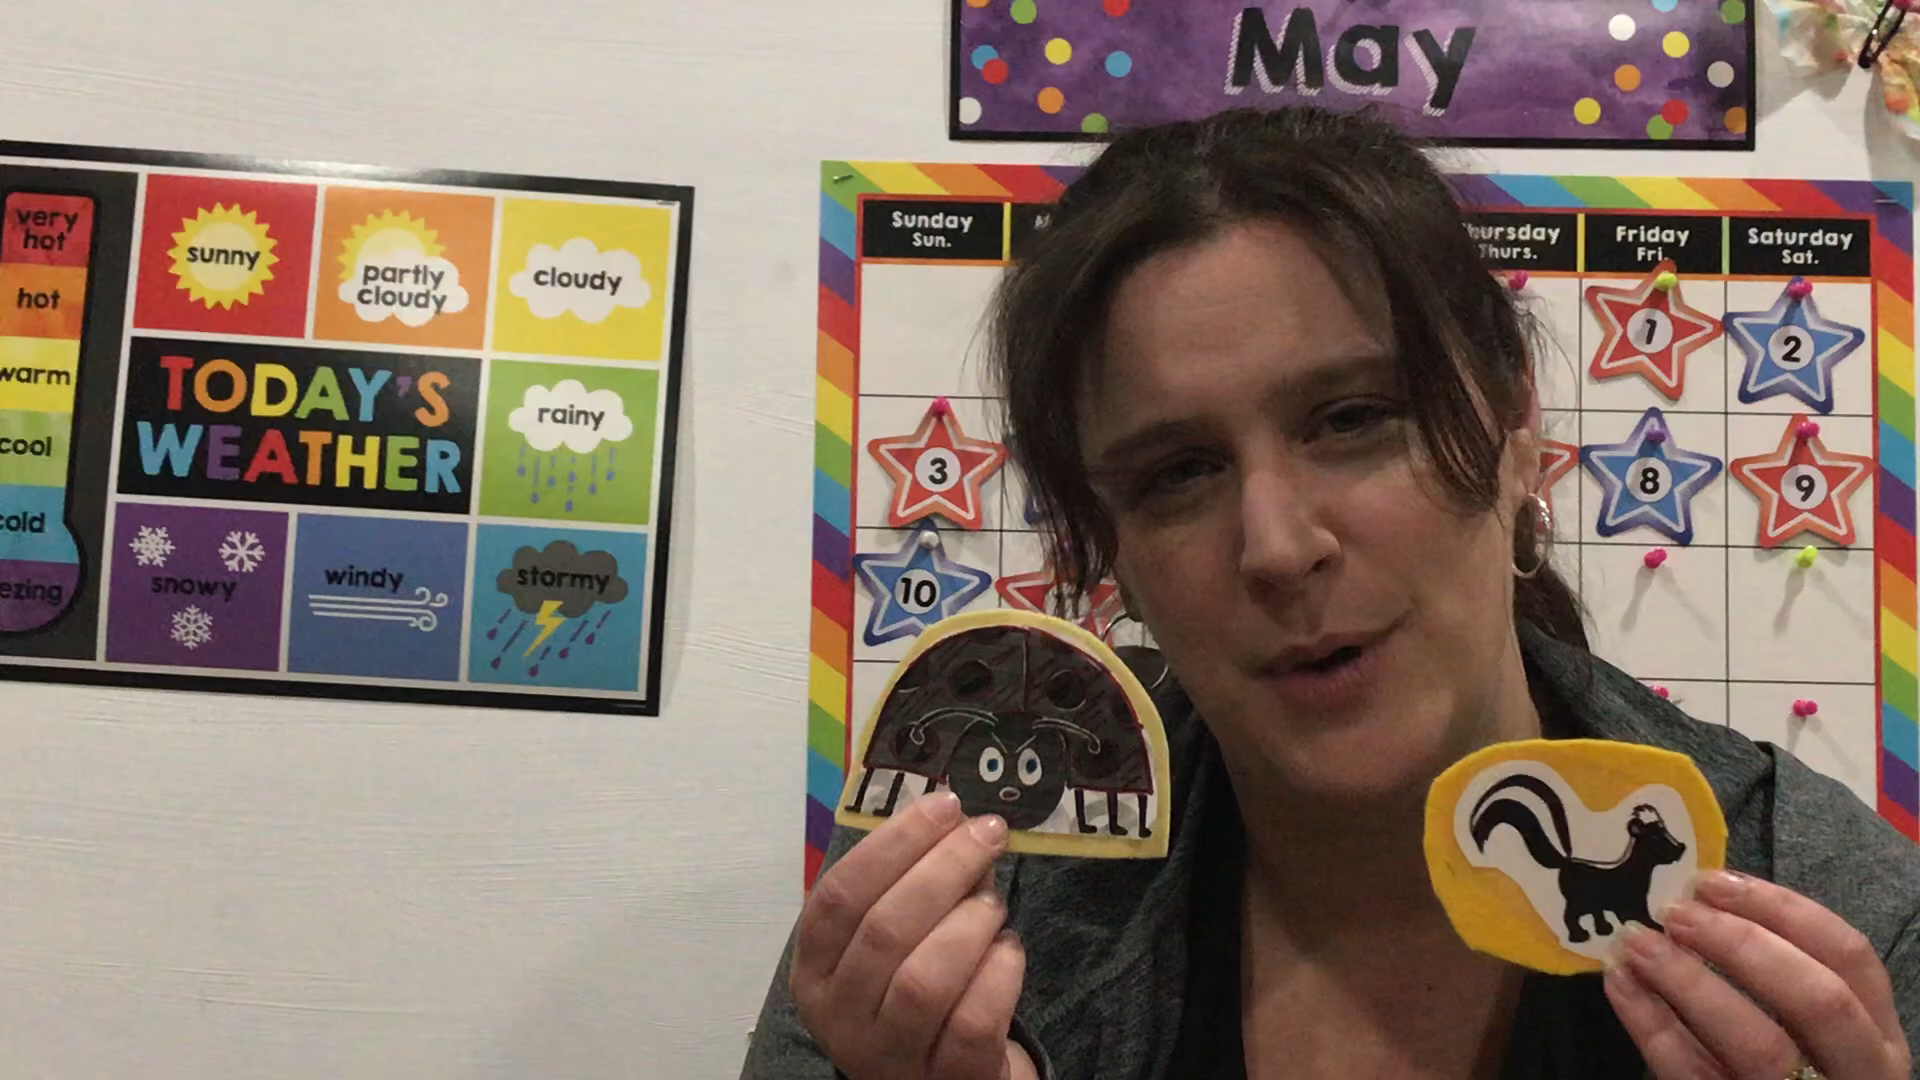 May
very
hot
hot
warm
cool
cold
ezing
sunny
partly
cloudy
cloudy
TODAY'S
WEATHER
rainy
snowy
windy
stormy
Sunday
Sun.
Thursday
Thurs.
Friday
Fri.
Saturday
Sat.
1
2
3
8
9
10